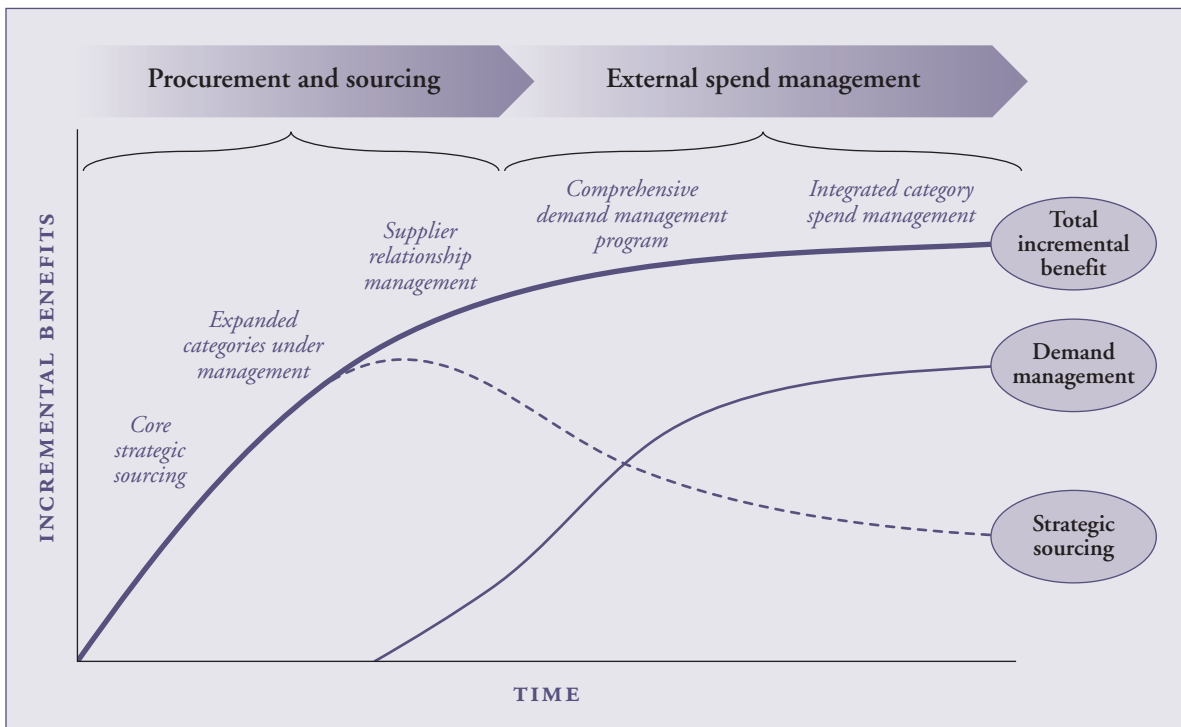 Procurement and sourcing
External spend management
Comprehensive
demand management
program
Integrated category
spend management
Supplier
relationship
management
Expanded
categories under
management
Core
strategic
sourcing
Total
incremental
benefit
Demand
management
Strategic
sourcing
INCREMENTAL BENEFITS
TIME